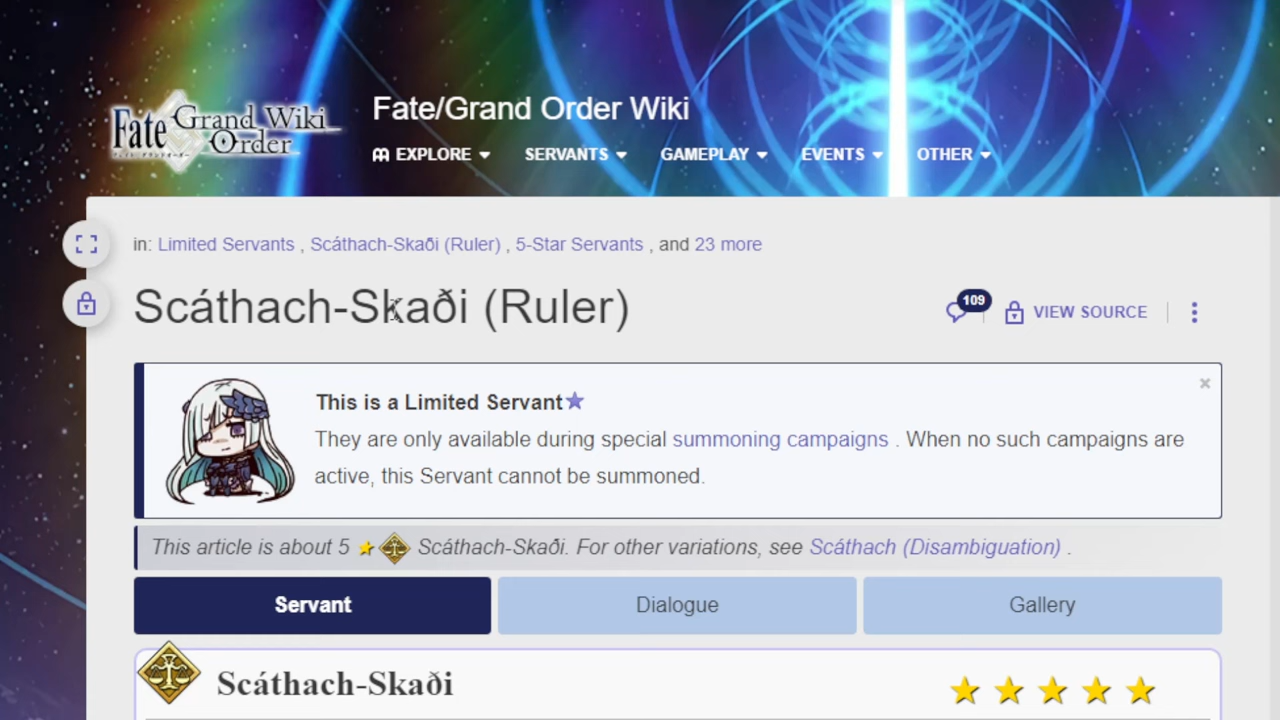 Fate Grand Wiki
Order
Fate/Grand Order Wiki
EXPLORE SERVANTS GAMEPLAY EVENTS OTHER
in: Limited Servants , Scáthach-Skaði (Ruler) , 5-Star Servants , and 23 more
Scáthach-Skaði (Ruler)
109
VIEW SOURCE
This is a Limited Servant
They are only available during special summoning campaigns . When no such campaigns are
active, this Servant cannot be summoned.
This article is about 5 Scáthach-Skaði. For other variations, see Scáthach (Disambiguation) .
Servant Dialogue Gallery
Scáthach-Skaði